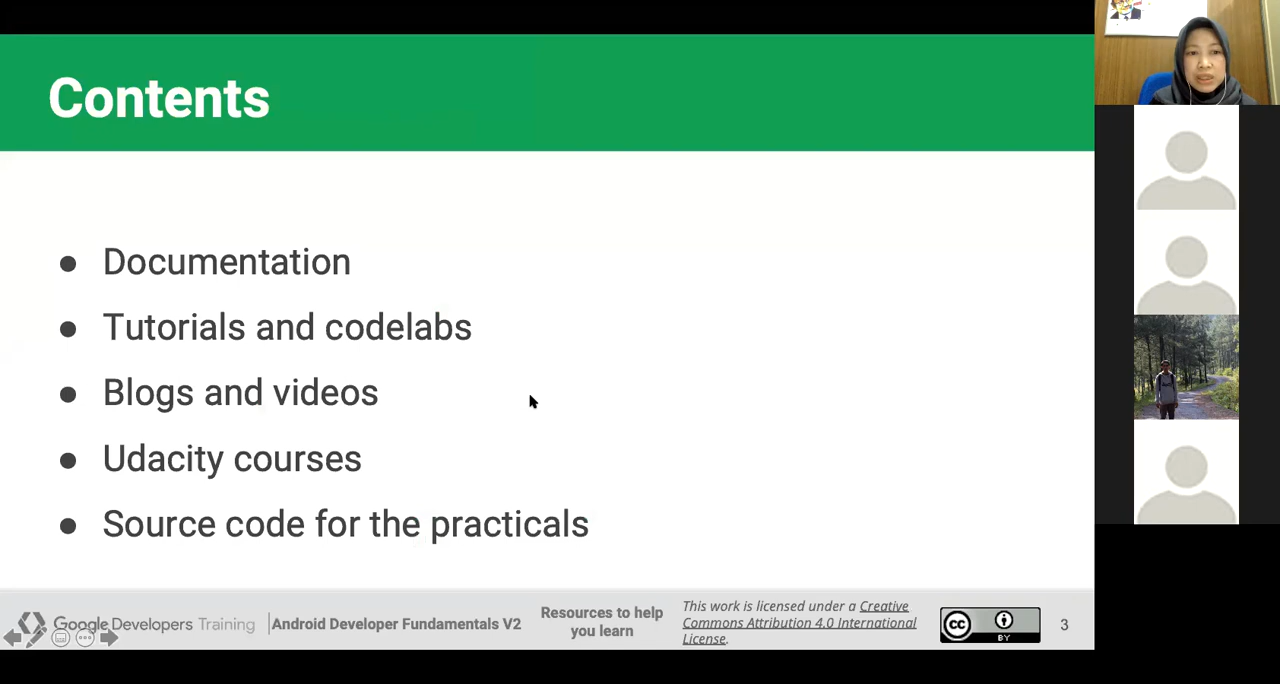 Contents
● Documentation
● Tutorials and codelabs
● Blogs and videos
● Udacity courses
● Source code for the practicals
Google Developers Training
Android Developer Fundamentals V2
Resources to help
you learn
This work is licensed under a Creative
Commons Attribution 4.0 International
License.
cc
BY
3